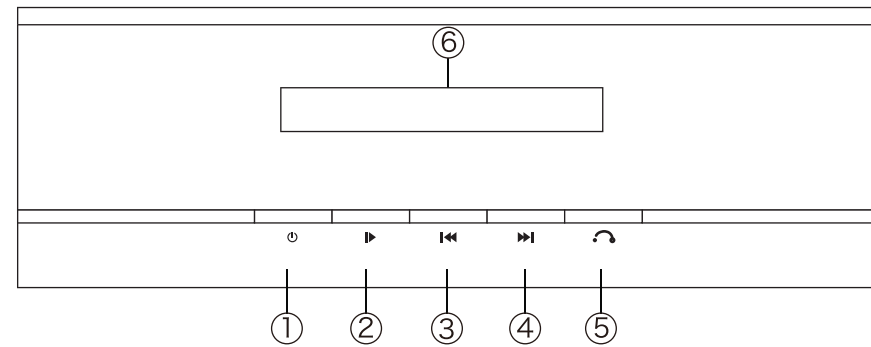 ⑥
① ② ③ ④ ⑤